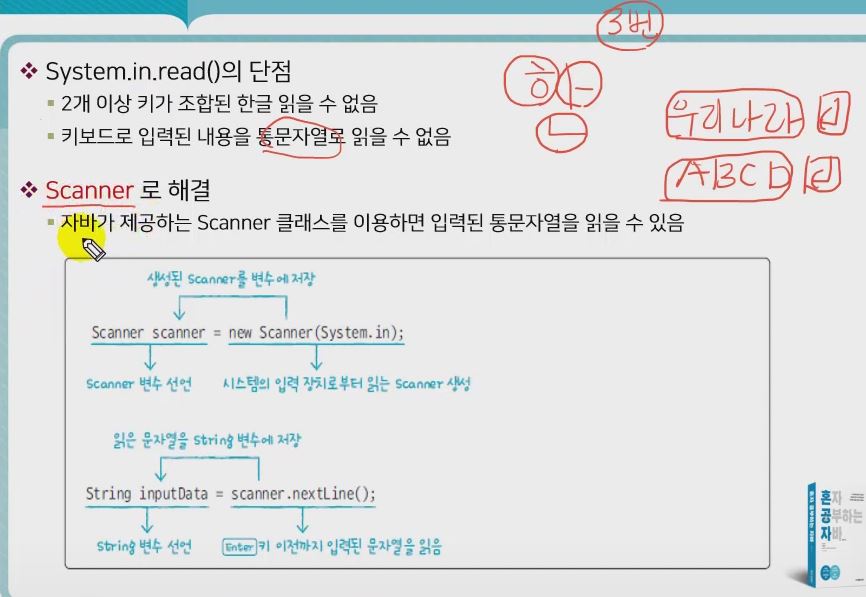 3번
System.in.read()의 단점
2개 이상 키가 조합된 한글 읽을 수 없음
키보드로 입력된 내용을 통문자열로 읽을 수 없음
ㅎ ㅏ
ㄴ
우리나라
ABCD
Scanner 로 해결
자바가 제공하는 Scanner 클래스를 이용하면 입력된 통문자열을 읽을 수 있음
생성된 Scanner를 변수에 저장
Scanner scanner = new Scanner(System.in);
Scanner 변수 선언 시스템의 입력 장치로부터 읽는 Scanner 생성
읽은 문자열을 String 변수에 저장
String inputData = scanner.nextLine();
String 변수 선언 Enter키 이전까지 입력된 문자열을 읽음
혼자
공부하는
자바